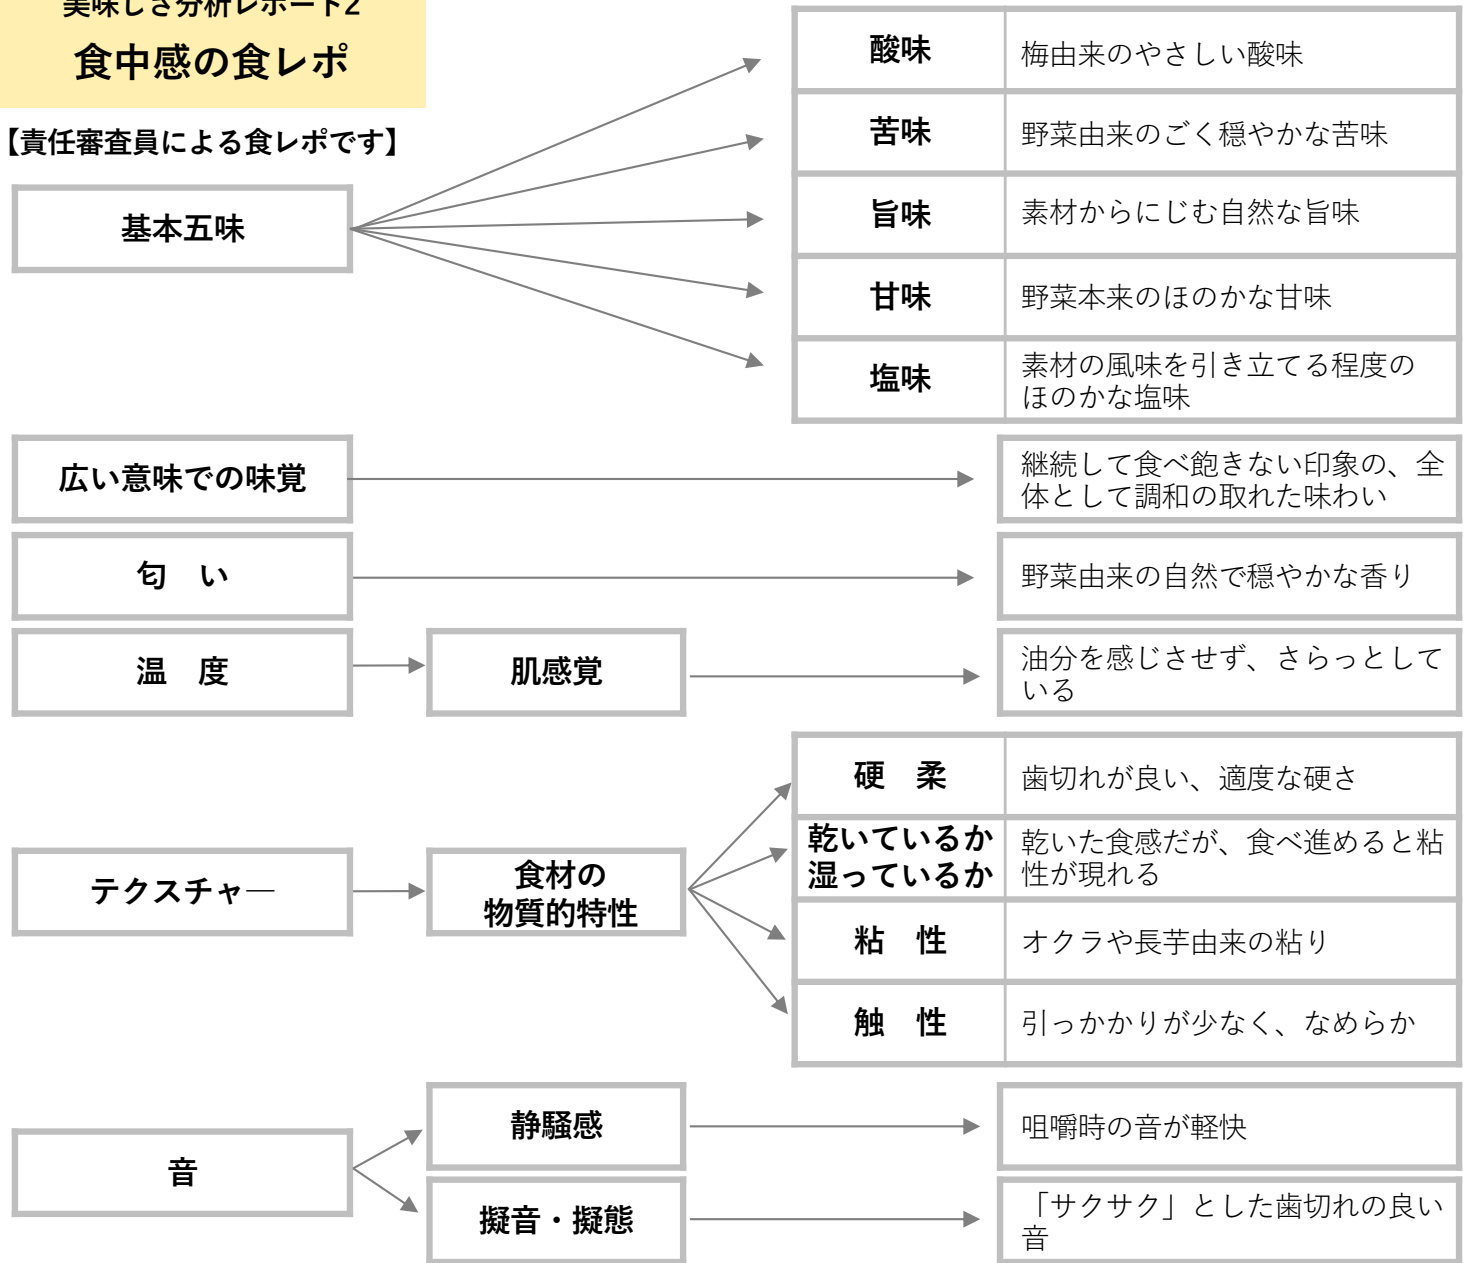 美味しさ分析レポート2
食中感の食レポ
【責任審査員による食レポです】
基本五味
酸味
梅由来のやさしい酸味
苦味
野菜由来のごく穏やかな苦味
旨味
素材からにじむ自然な旨味
甘味
野菜本来のほのかな甘味
塩味
素材の風味を引き立てる程度の
ほのかな塩味
広い意味での味覚
継続して食べ飽きない印象の、全
体として調和の取れた味わい
匂　い
野菜由来の自然で穏やかな香り
温　度
肌感覚
油分を感じさせず、さらっとして
いる
テクスチャ―
食材の
物質的特性
硬　柔
歯切れが良い、適度な硬さ
乾いているか
湿っているか
乾いた食感だが、食べ進めると粘
性が現れる
粘　性
オクラや長芋由来の粘り
触　性
引っかかりが少なく、なめらか
音
静騒感
咀嚼時の音が軽快
擬音・擬態
「サクサク」とした歯切れの良い
音